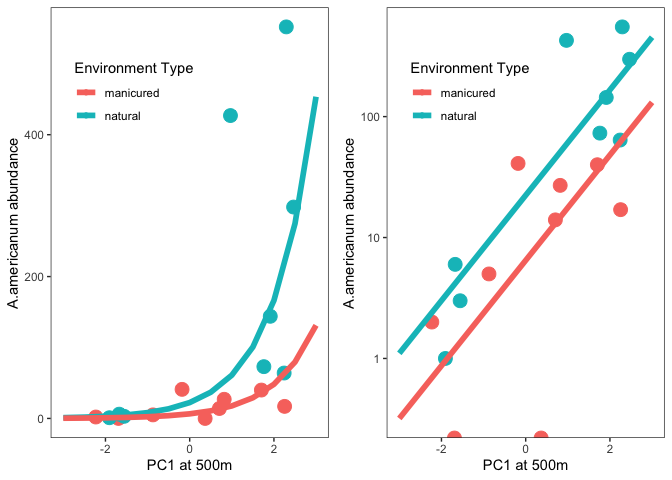 Environment Type
manicured
natural
A.americanum abundance
400
200
0
-2
0
2
PC1 at 500m
Environment Type
manicured
natural
A.americanum abundance
100
10
1
-2
0
2
PC1 at 500m